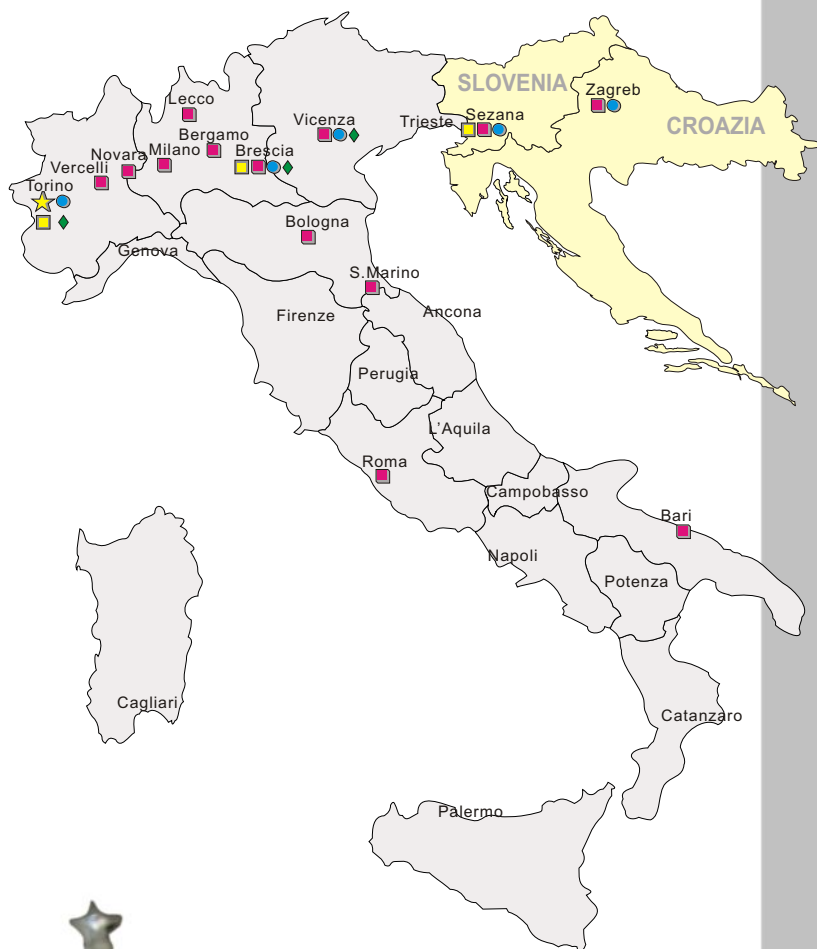 SLOVENIA
Zagreb
Lecco
Trieste
Sezana
Vicenza
CROAZIA
Bergamo
Novara
Milano
Brescia
Vercelli
Torino
Bologna
Genova
S.Marino
Ancona
Firenze
Perugia
L'Aquila
Roma
Campobasso
Bari
Napoli
Potenza
Cagliari
Catanzaro
Palermo